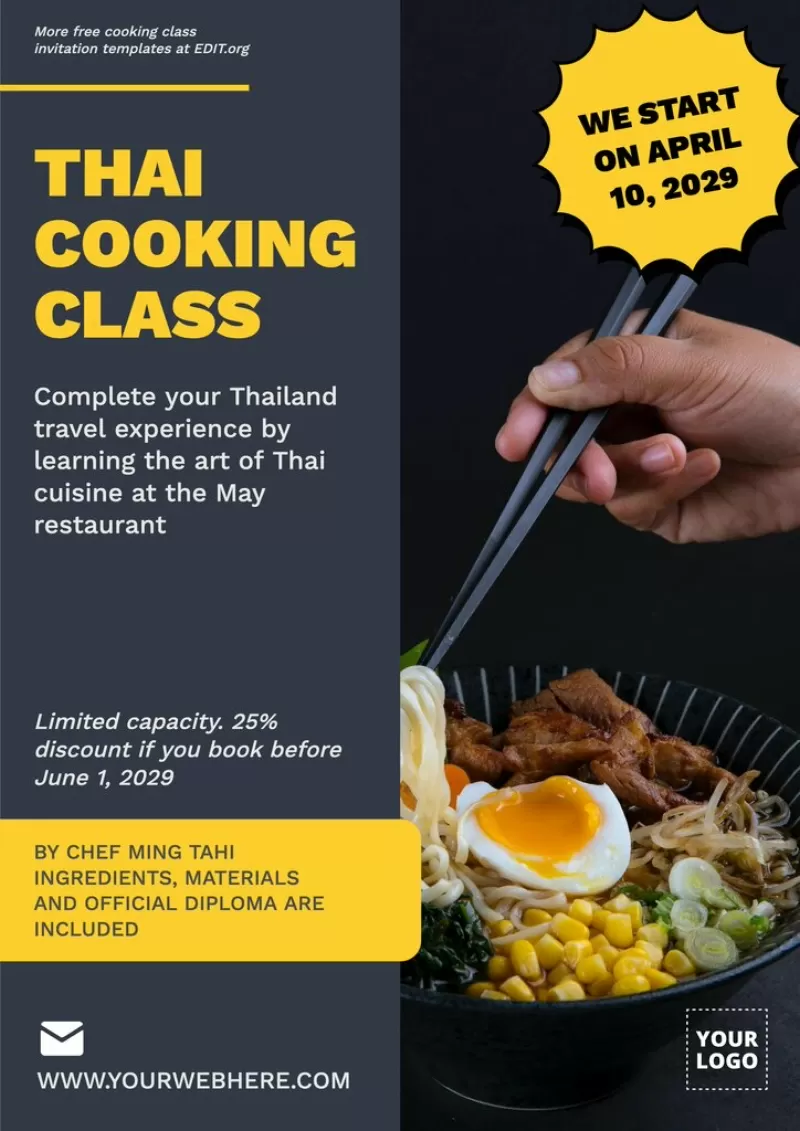 More free cooking class
invitation templates at EDIT.org
THAI
COOKING
CLASS
Complete your Thailand
travel experience by
learning the art of Thai
cuisine at the May
restaurant
Limited capacity. 25%
discount if you book before
June 1, 2029
BY CHEF MING TAHI
INGREDIENTS, MATERIALS
AND OFFICIAL DIPLOMA ARE
INCLUDED
WWW.YOURWEBHERE.COM
WE START
ON APRIL
10, 2029
YOUR
LOGO